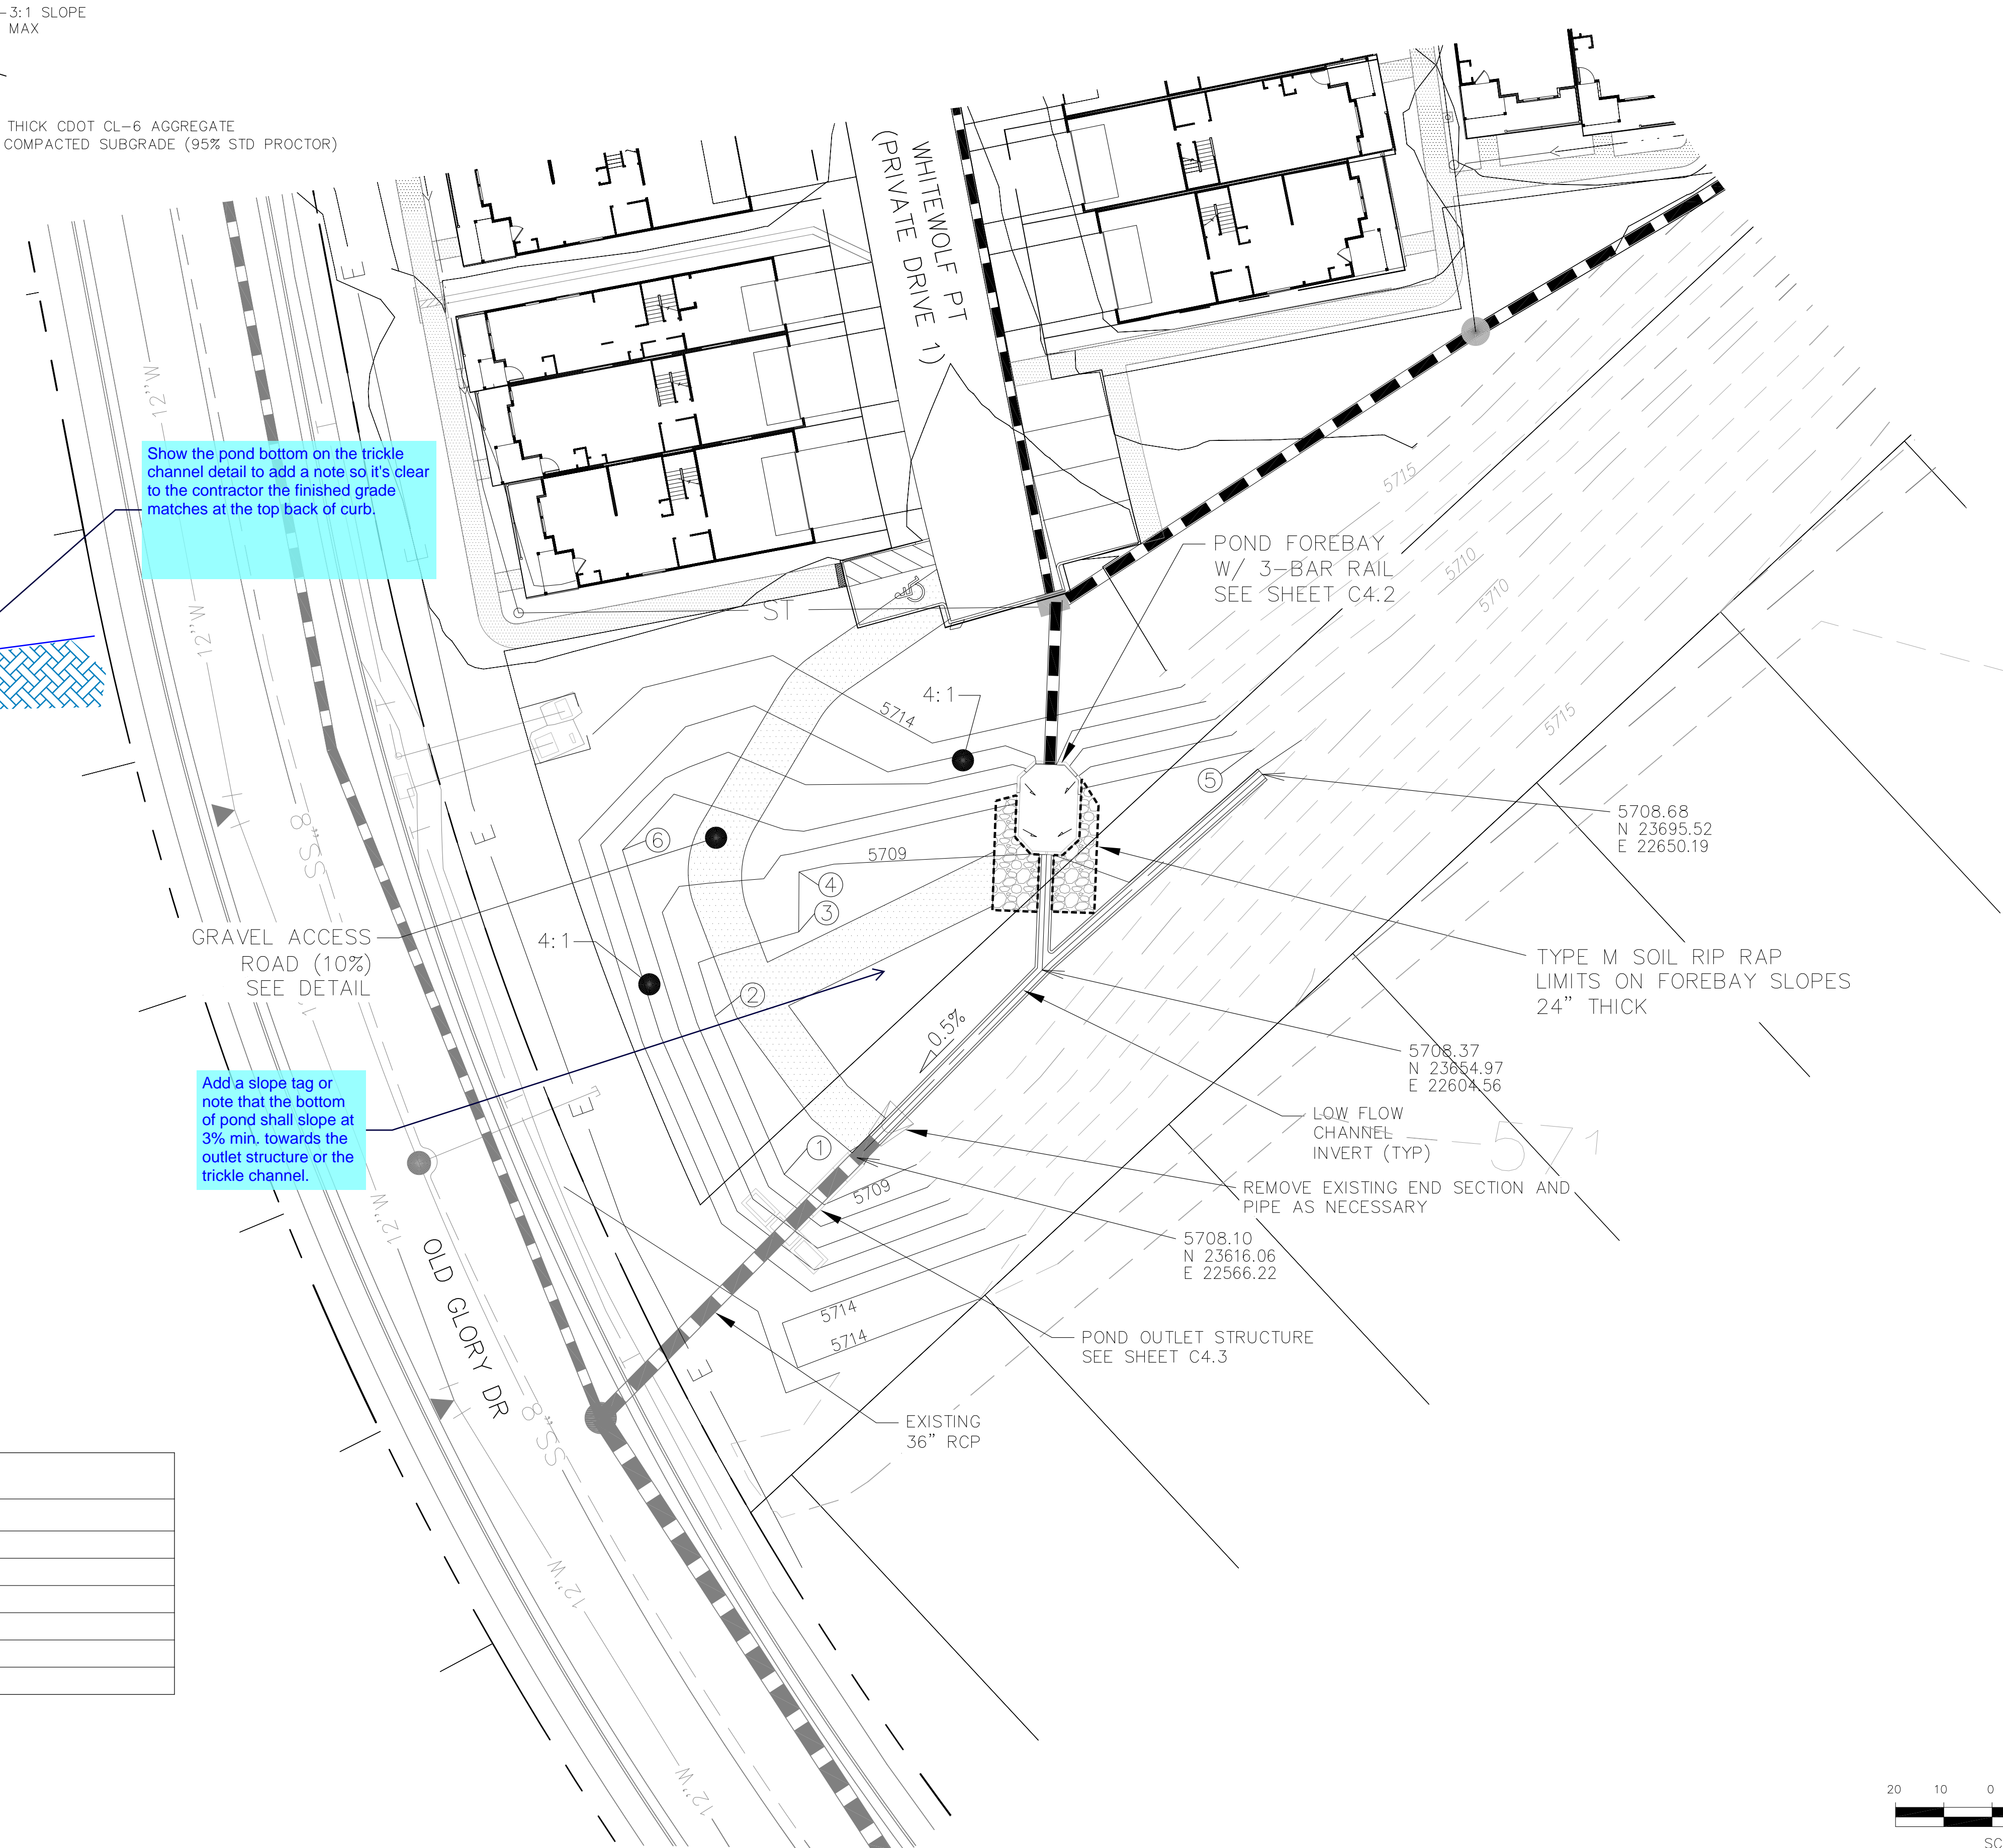 -3:1 SLOPE
MAX
THICK CDOT CL-6 AGGREGATE
COMPACTED SUBGRADE (95% STD PROCTOR)
WHITEWOLF PT
(PRIVATE DRIVE 1)
Show the pond bottom on the trickle
channel detail to add a note so it's clear
to the contractor the finished grade
matches at the top back of curb.
E
12"W
T
E
12"W
ST
POND FOREBAY
W/ 3-BAR RAIL
SEE SHEET C4.2
5715
5710
5710
5715
4:1
5714
T
T
E
8"SS
5
6
5709
4
3
5708.68
N 23695.52
E 22650.19
GRAVEL ACCESS
ROAD (10%)
SEE DETAIL
4:1
2
TYPE M SOIL RIP RAP
LIMITS ON FOREBAY SLOPES
24" THICK
0.5%
5708.37
N 23654.97
E 22604.56
Add a slope tag or
note that the bottom
of pond shall slope at
3% min. towards the
outlet structure or the
trickle channel.
E
1
LOW FLOW
CHANNEL
INVERT (TYP)
571
5709
REMOVE EXISTING END SECTION AND
PIPE AS NECESSARY
12"W
5708.10
N 23616.06
E 22566.22
OLD GLORY DR
5714
5714
POND OUTLET STRUCTURE
SEE SHEET C4.3
T
E
8"SS
EXISTING
36" RCP
12"W
12"W
20 10 0
SC